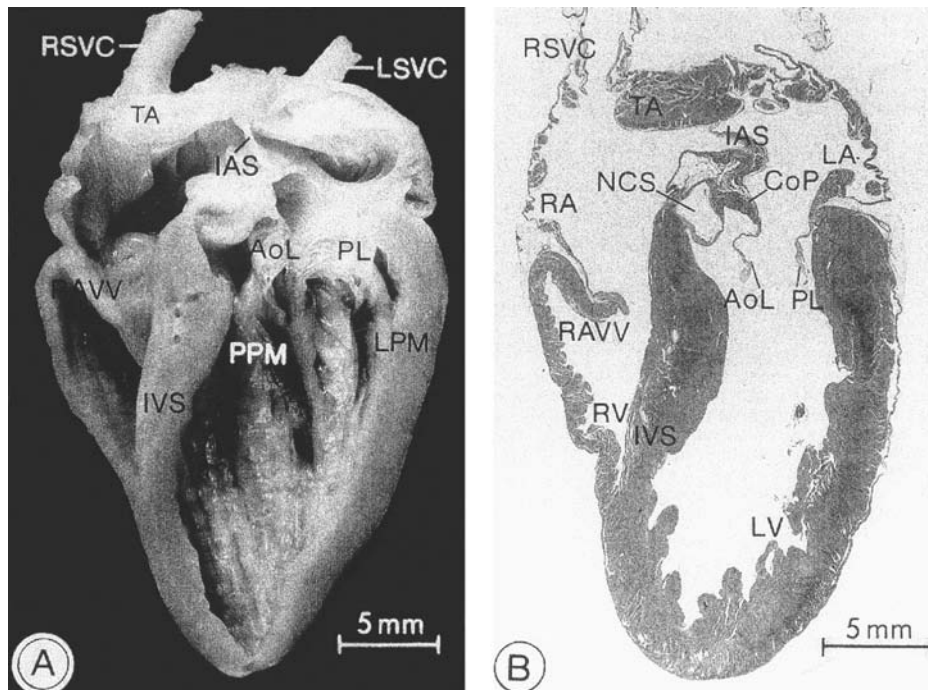 RSVC
LSVC
TA
IAS
AoL
PL
RAVV
PPM
LPM
IVS
5 mm
A
RSVC
TA
IAS
LA
NCS
CoP
RA
AoL
PL
RAVV
RV
IVS
LV
5 mm
B